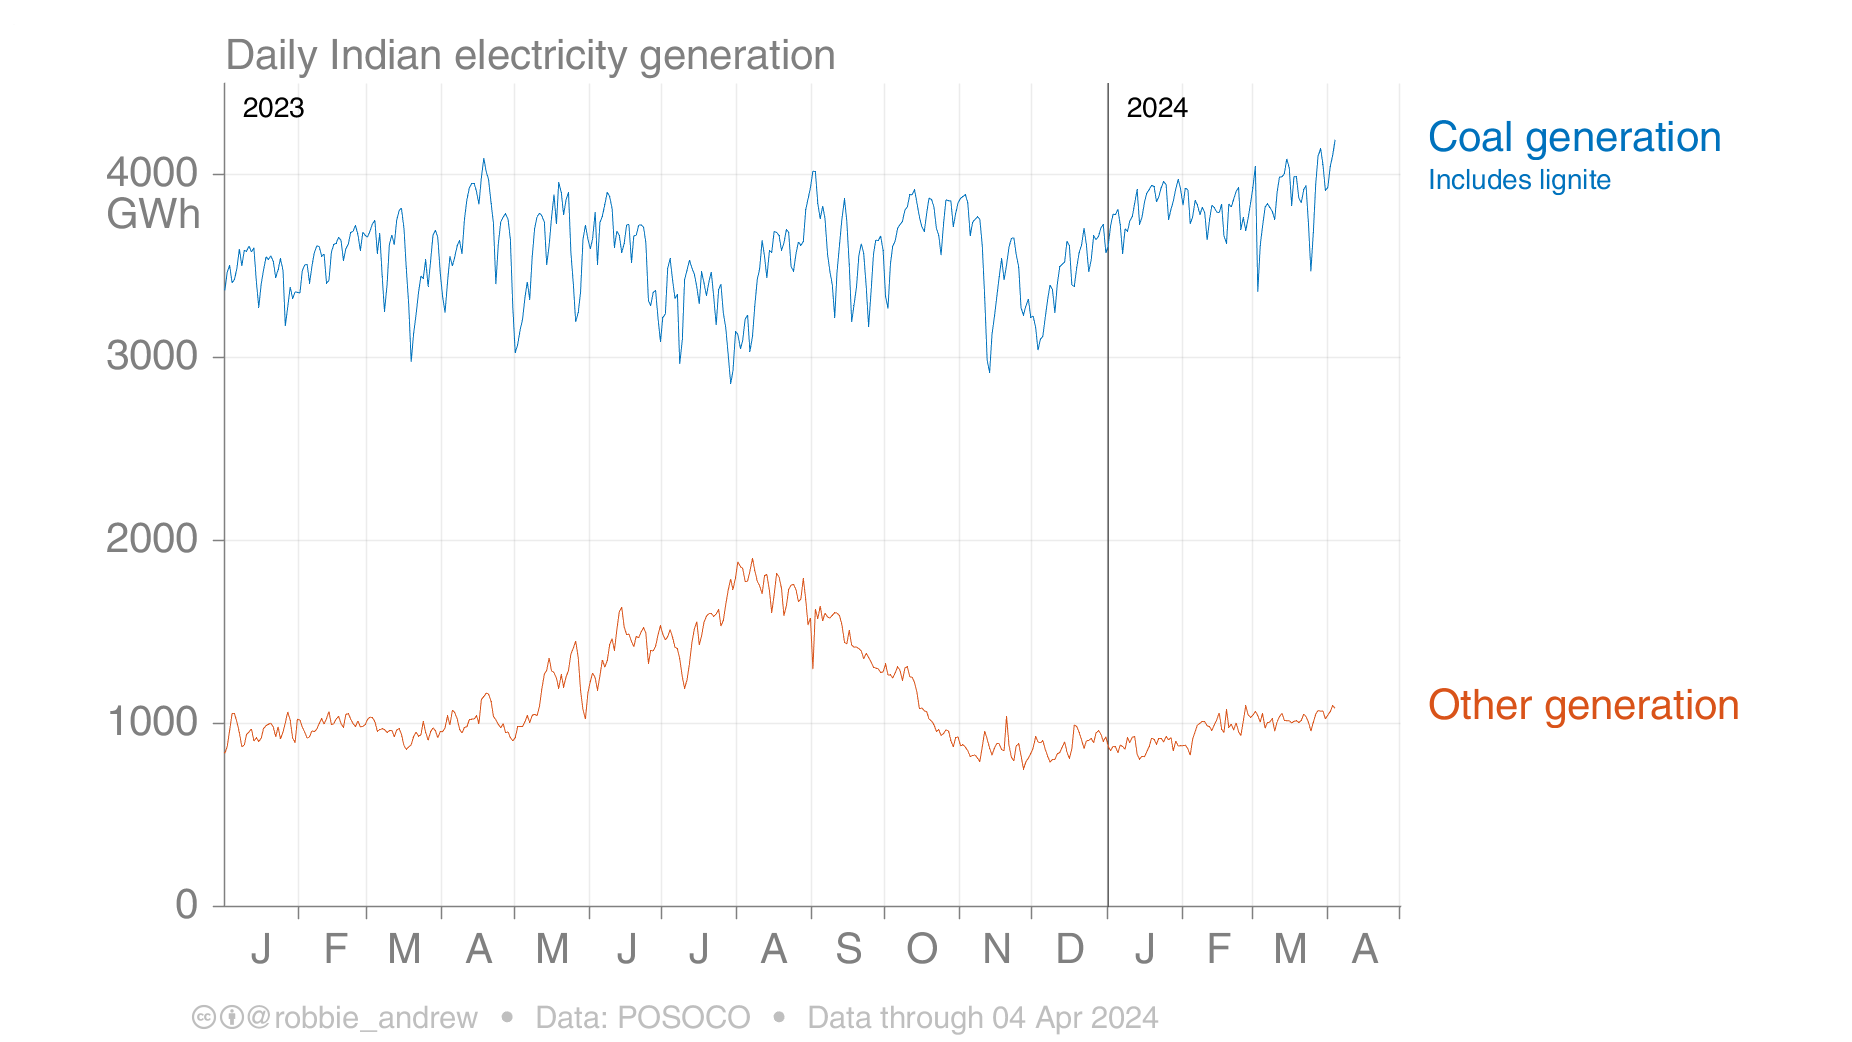 Daily Indian electricity generation
2023
2024
Coal generation
Includes lignite
4000
GWh
3000
2000
1000
Other generation
0
J F M A M J J A S O N D J F M A
cc @robbie_andrew • Data: POSOCO • Data through 04 Apr 2024